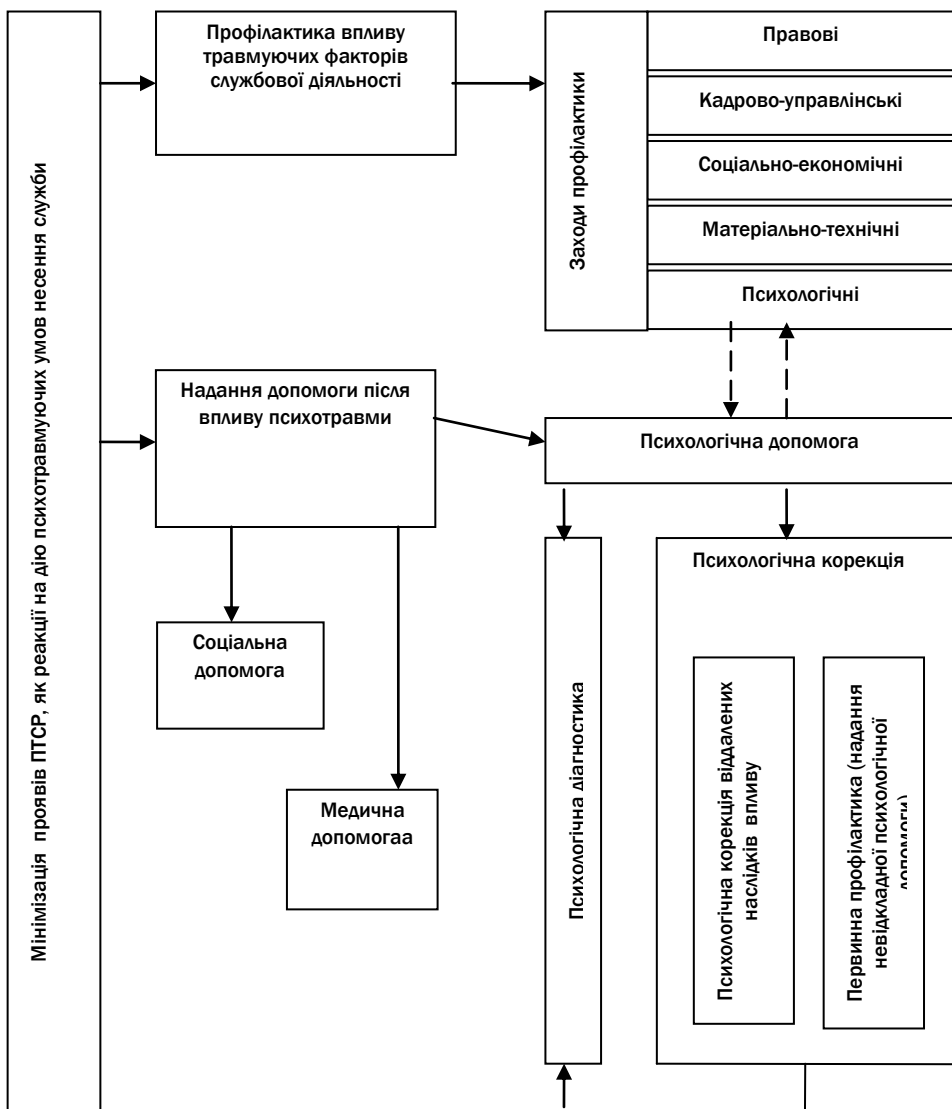 Мінімізація проявів ПТСР, як реакції на дію психотравмуючих умов несення служби
Профілактика впливу
травмуючих факторів
службової діяльності
Заходи профілактики
Правові
Кадрово-управлінські
Соціально-економічні
Матеріально-технічні
Психологічні
Надання допомоги після
впливу психотравми
Психологічна допомога
Соціальна
допомога
Медична
допомогаа
Психологічна діагностика
Психологічна корекція
Психологічна корекція віддалених
наслідків впливу
Первинна профілактика (надання
невідкладної психологічної
допомоги)